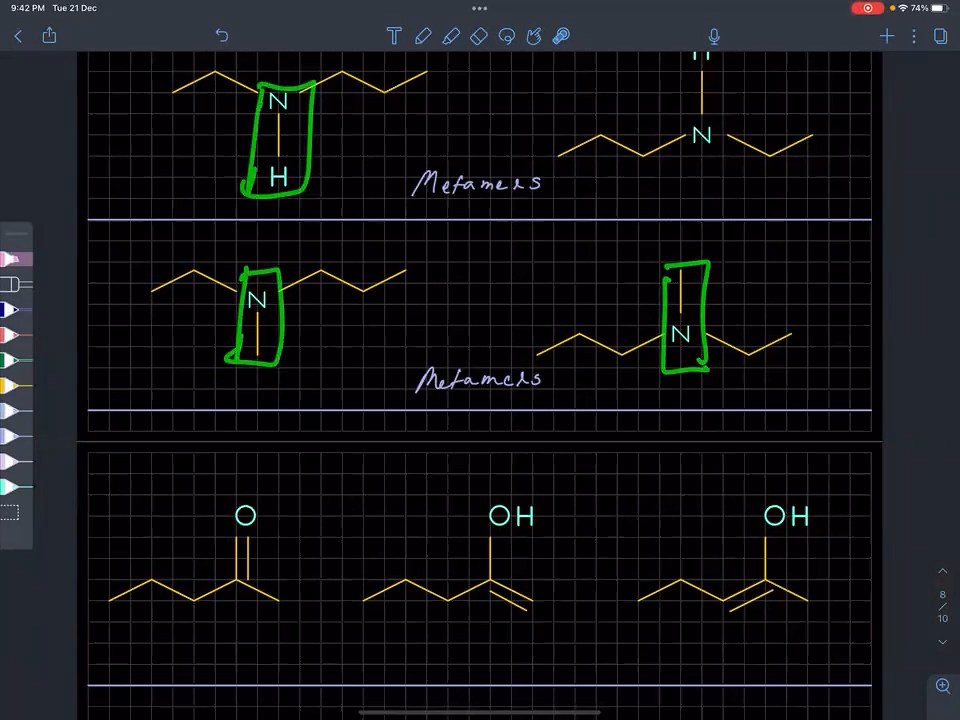 9:42 PM Tue 21 Dec
74%
T
H
N
N
H
Metamers
N
N
Metamers
8
/
10
O
OH
OH